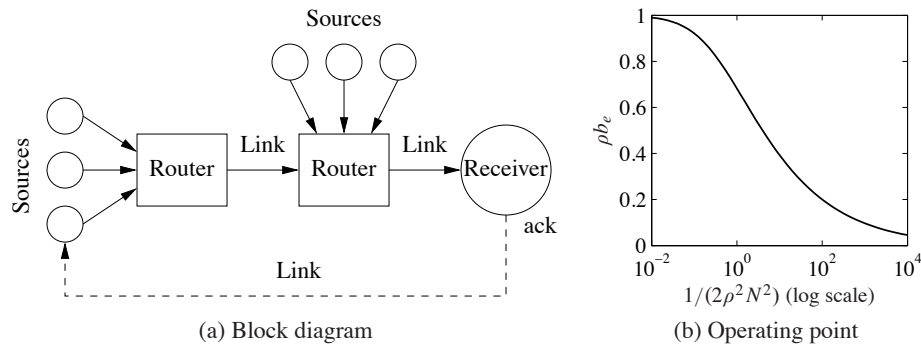 Sources
Sources
Router
Link
Router
Link
Receiver
ack
Link
(a) Block diagram
1
0.8
0.6
0.4
0.2
0
ρb_e
10^−2
10^0
10^2
10^4
1/(2ρ^2N^2) (log scale)
(b) Operating point